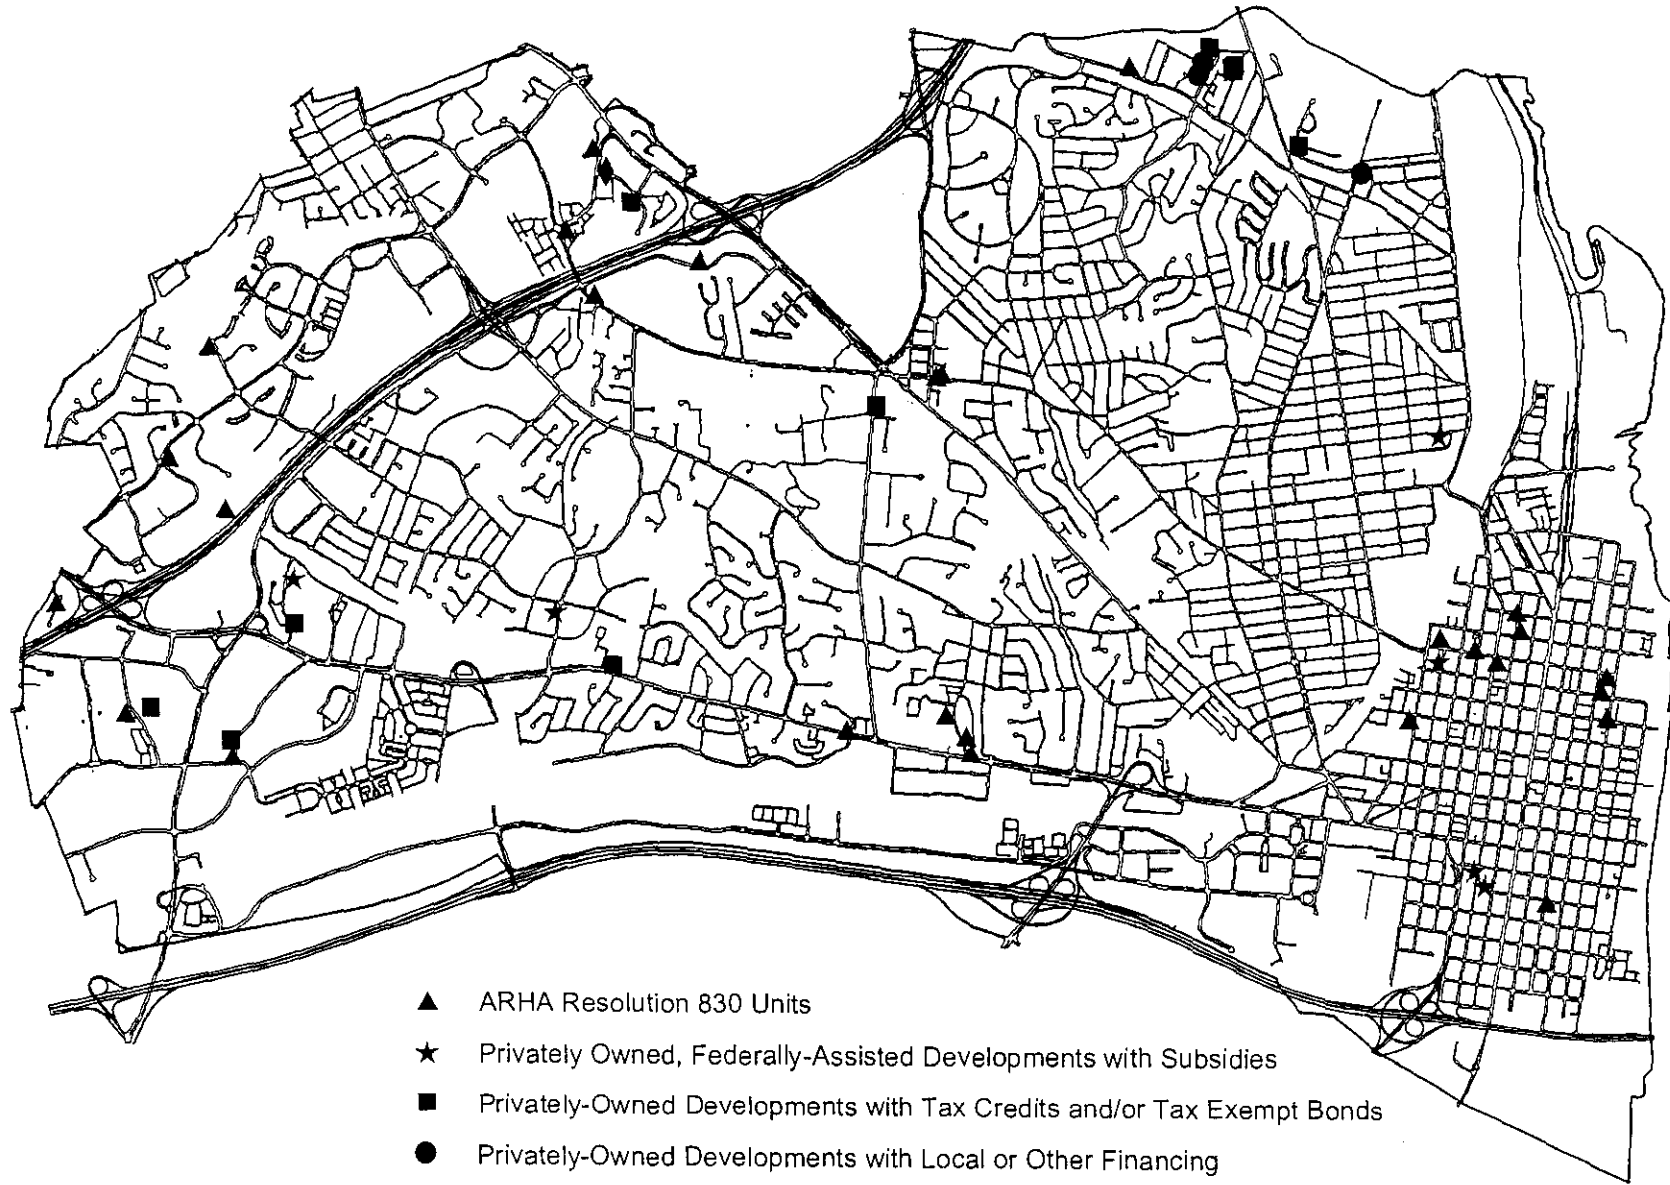 ARHA Resolution 830 Units
Privately Owned, Federally-Assisted Developments with Subsidies
Privately-Owned Developments with Tax Credits and/or Tax Exempt Bonds
Privately-Owned Developments with Local or Other Financing